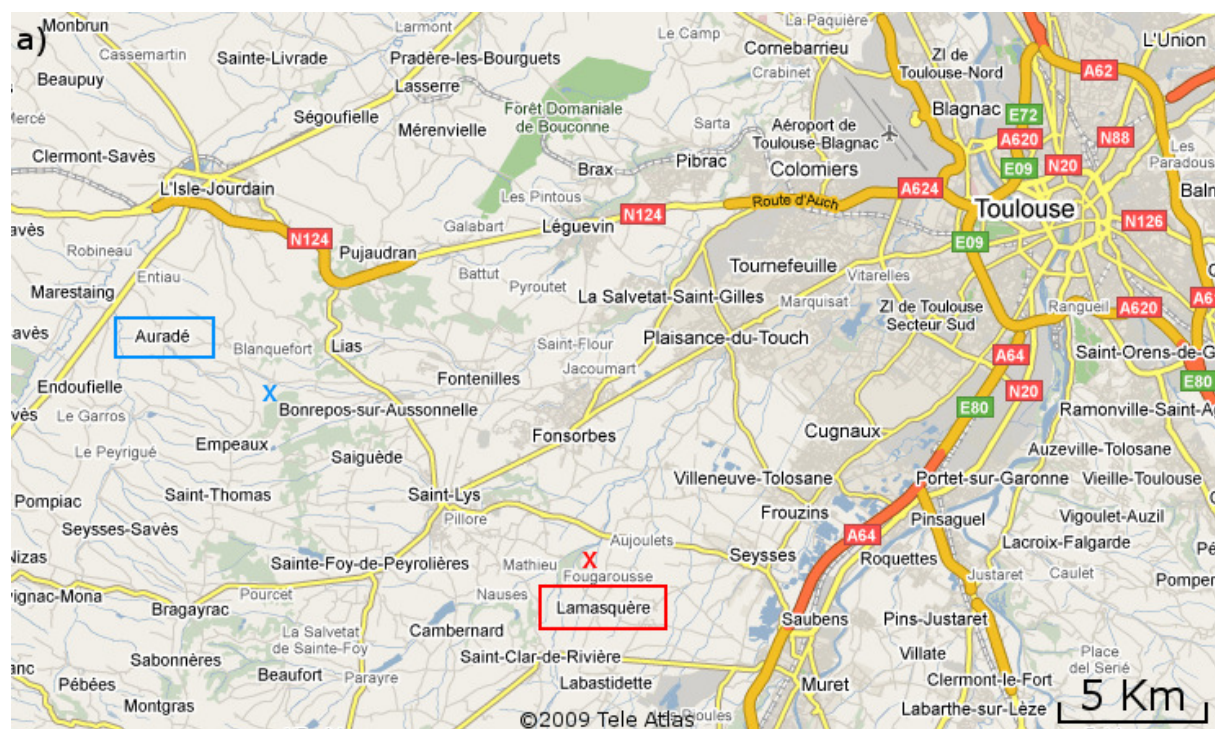 a)
Monbrun
Larmont
La Paquière
Cassemartin
Sainte-Livrade
Pradère-les-Bourguets
Le Camp
Cornebarrieu
ZI de
Toulouse-Nord
L'Union
Beaupuy
Lasserre
Crabinet
A62
Ségoufielle
Forêt Domaniale
de Bouconne
Blagnac
E72
Mérenvielle
Sarta
Aéroport de
Toulouse-Blagnac
A620
N88
Clermont-Savès
Brax
Pibrac
Colomiers
E09
N20
Les
Paradous
L'Isle-Jourdain
Les Pintous
A624
Route d'Auch
Toulouse
N124
Galabart
Léguevin
N124
N126
Robineau
Pujaudran
E09
Entiau
Battut
Pyroutet
Tournefeuille
Vitarelles
Marestaing
La Salvetat-Saint-Gilles
Marquisat
ZI de Toulouse
Secteur Sud
Rangueil
A620
Auradé
Blanquefort
Lias
Saint-Flour
Plaisance-du-Touch
A64
Saint-Orens-de-G
Jacoumart
Endoufielle
X
Fontenilles
N20
E80
E80
Le Garros
Bonrepos-sur-Aussonnelle
Ramonville-Saint-A
Empeaux
Fonsorbes
Cugnaux
Le Peyrigué
Saiguède
Auzeville-Tolosane
Pompiac
Saint-Thomas
Saint-Lys
Villeneuve-Tolosane
Portet-sur-Garonne
Vieille-Toulouse
Seysses-Savès
Pillore
Frouzins
Pinsaguel
Vigoulet-Auzil
A64
Aujoulets
Lacroix-Falgarde
Sainte-Foy-de-Peyrolières
Mathieu
X
Seysses
Roquettes
Fougarousse
Justaret
Caulet
Pourcet
Nauses
Bragayrac
Lamasquère
Saubens
Pins-Justaret
La Salvetat
de Sainte-Foy
Cambernard
Sabonnères
Saint-Clar-de-Rivière
Villate
Place
du Serié
Beaufort
Parayre
Pébées
Labastidette
Muret
Clermont-le-Fort
Montgras
Labarthe-sur-Lèze
5 Km
©2009 Tele Atlas